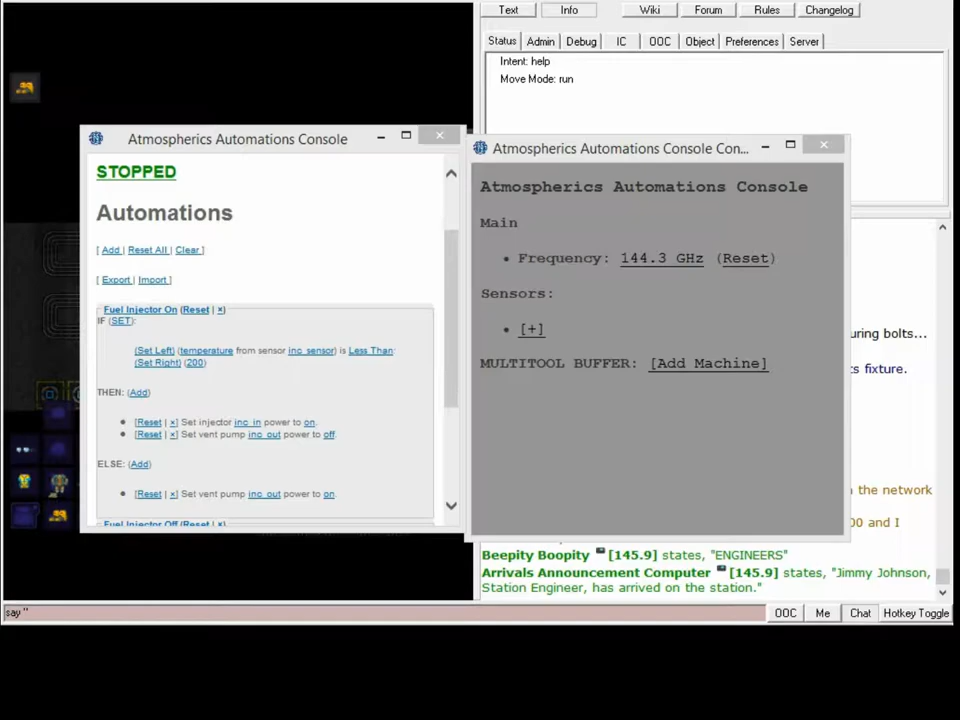 Text Info Wiki Forum Rules Changelog
Status Admin Debug IC OOC Object Preferences Server
Intent: help
Move Mode: run
Atmospherics Automations Console
STOPPED
Automations
[ Add | Reset All | Clear ]
[ Export | Import ]
Fuel Injector On (Reset | ×)
IF (SET):
(Set Left) (temperature from sensor inc_sensor) is Less Than:
(Set Right) (200)
THEN: (Add)
[Reset | ×] Set injector inc_in power to on.
[Reset | ×] Set vent pump inc_out power to off.
ELSE: (Add)
[Reset | ×] Set vent pump inc_out power to on.
Fuel Injector Off (Reset | ×)
Atmospherics Automations Console Con...
Atmospherics Automations Console
Main
• Frequency: 144.3 GHz (Reset)
Sensors:
• [+]
MULTITOOL BUFFER: [Add Machine]
uring bolts...
ts fixture.
the network
00 and I
Beepity Boopity [145.9] states, "ENGINEERS"
Arrivals Announcement Computer [145.9] states, "Jimmy Johnson,
Station Engineer, has arrived on the station."
say "
OOC Me Chat Hotkey Toggle